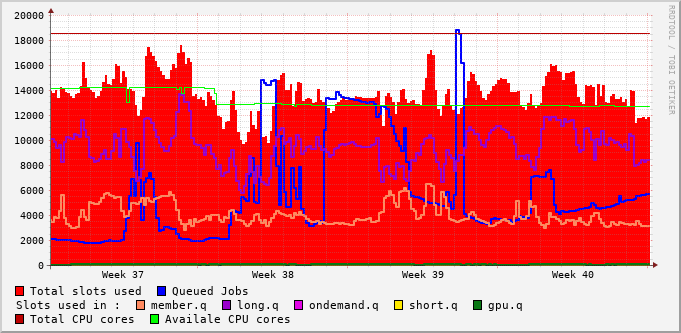 20000
18000
16000
14000
12000
10000
8000
6000
4000
2000
0
Week 37 Week 38 Week 39 Week 40
RRDTOOL / TOBI OETIKER
Total slots used Queued Jobs
Slots used in : member.q long.q ondemand.q short.q gpu.q
Total CPU cores Availale CPU cores